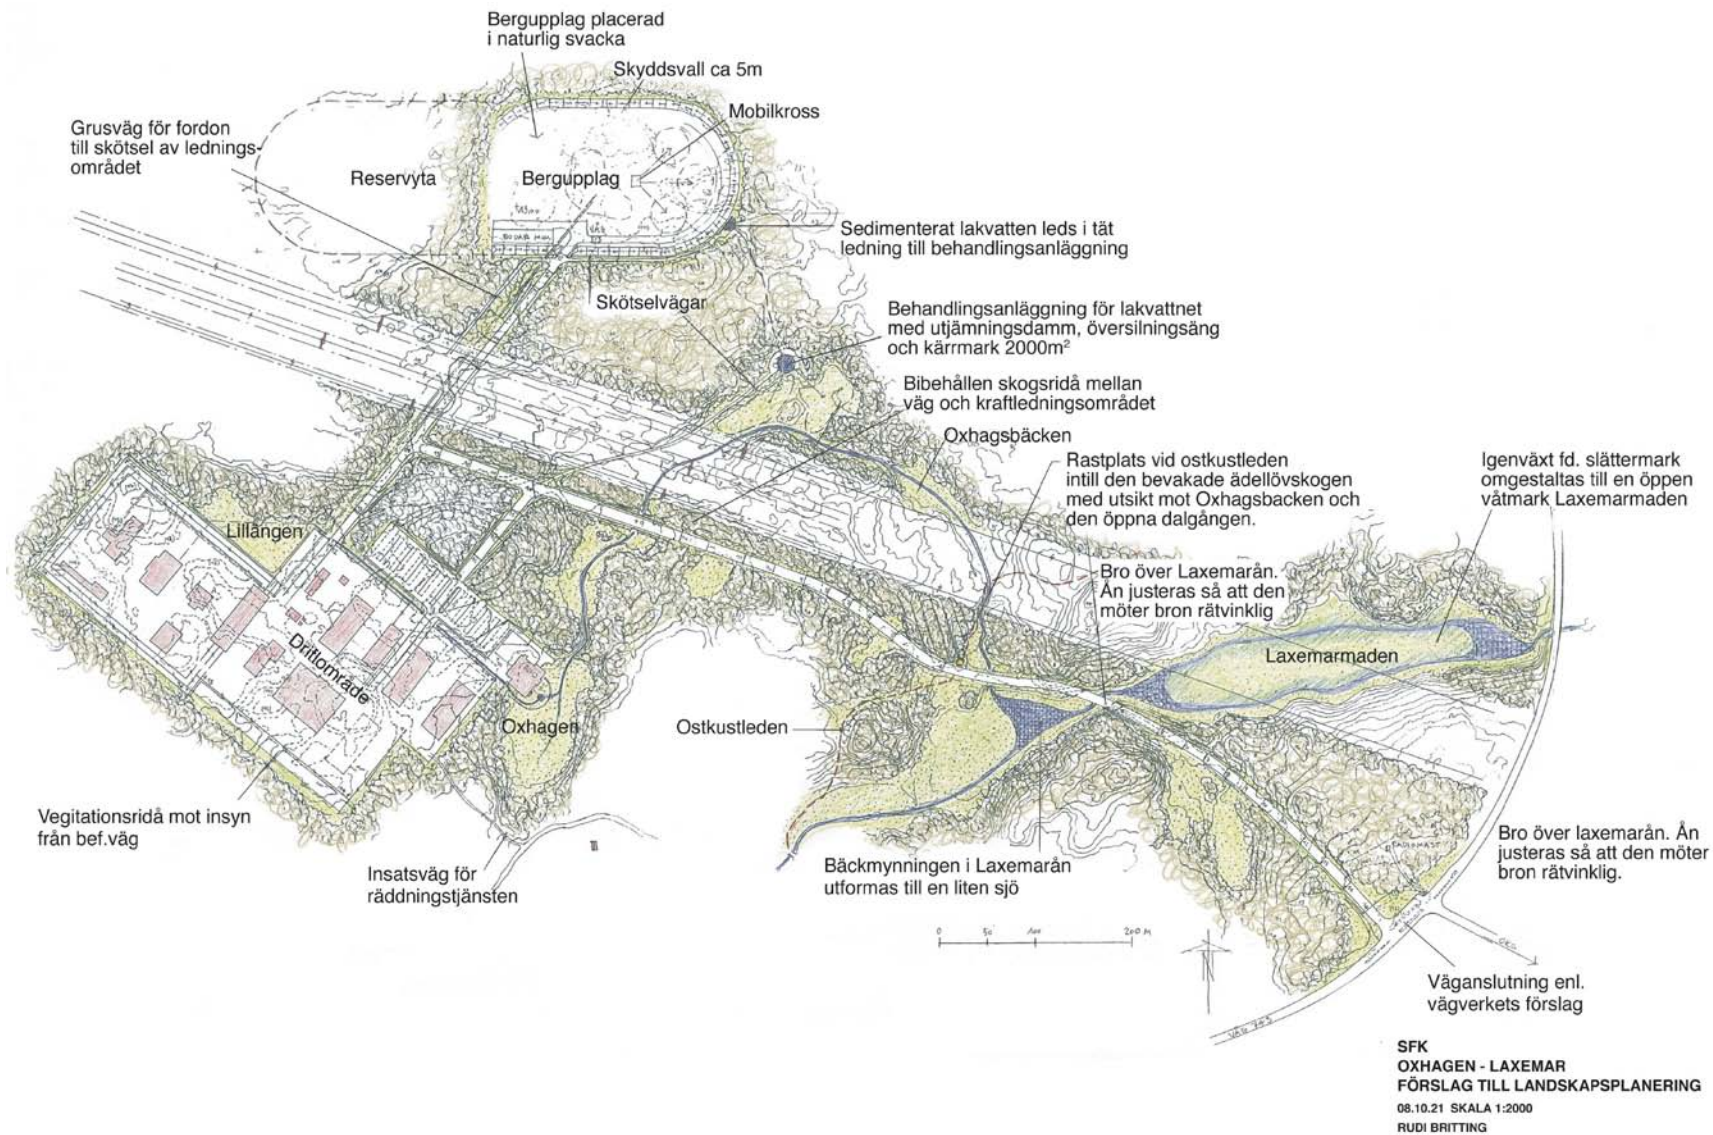 Bergupplag placerad
i naturlig svacka
Skyddsvall ca 5m
Mobilkross
Grusväg för fordon
till skötsel av lednings-
området
Reservyta
Bergupplag
Sedimenterat lakvatten leds i tät
ledning till behandlingsanläggning
Skötselvägar
Behandlingsanläggning för lakvattnet
med utjämningsdamm, översilningsäng
och kärrmark 2000m²
Bibehållen skogsridå mellan
väg och kraftledningsområdet
Oxhagsbäcken
Rastplats vid ostkustleden
intill den bevakade ädellövskogen
med utsikt mot Oxhagsbacken och
den öppna dalgången.
Igenväxt fd. slättermark
omgestaltas till en öppen
våtmark Laxemarmaden
Lillången
Bro över Laxemarån.
Ån justeras så att den
möter bron rätvinklig
Laxemarmaden
Driftområde
Oxhagen
Ostkustleden
Vegitationsridå mot insyn
från bef.väg
Insatsväg för
räddningstjänsten
Bäckmynningen i Laxemarån
utformas till en liten sjö
RADIOMAST
Bro över laxemarån. Ån
justeras så att den möter
bron rätvinklig.
0 50 100 200 M
N
Väganslutning enl.
vägverkets förslag
VÄG 743
SFK
OXHAGEN - LAXEMAR
FÖRSLAG TILL LANDSKAPSPLANERING
08.10.21 SKALA 1:2000
RUDI BRITTING